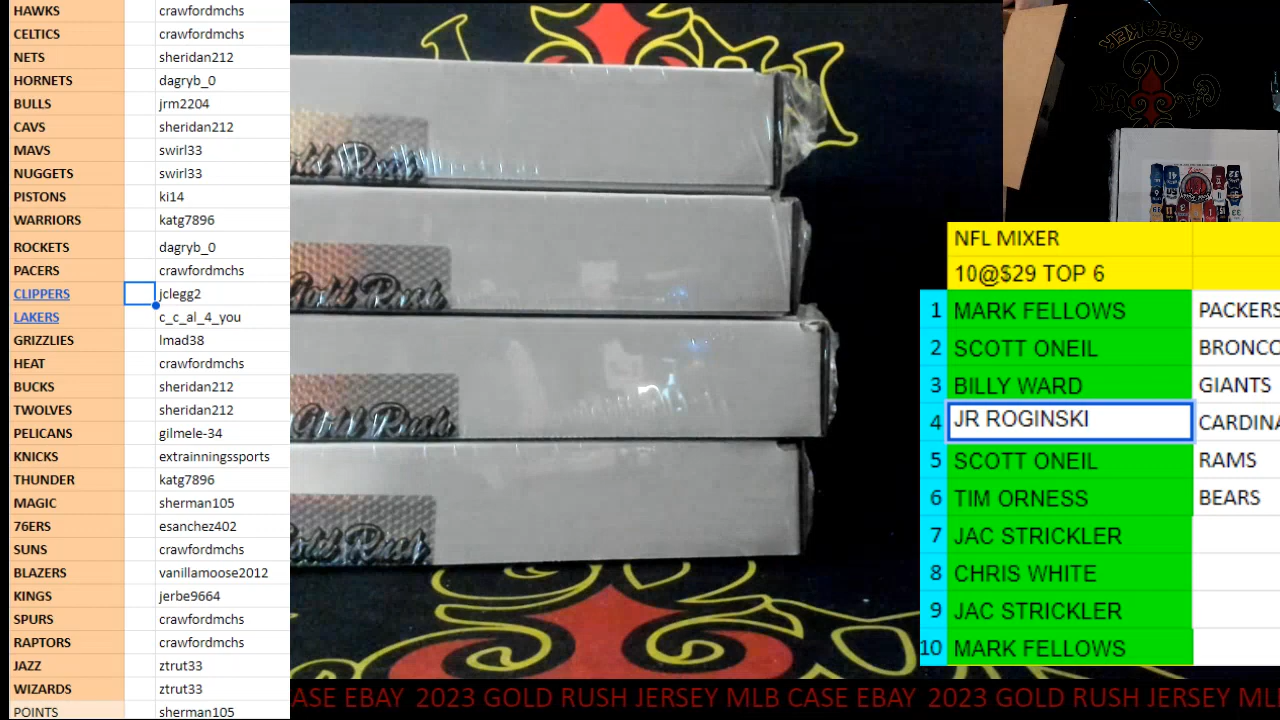 HAWKS crawfordmchs
CELTICS crawfordmchs
NETS sheridan212
HORNETS dagryb_0
BULLS jrm2204
CAVS sheridan212
MAVS swirl33
NUGGETS swirl33
PISTONS ki14
WARRIORS katg7896
ROCKETS dagryb_0
PACERS crawfordmchs
CLIPPERS jclegg2
LAKERS c_c_al_4_you
GRIZZLIES lmad38
HEAT crawfordmchs
BUCKS sheridan212
TWOLVES sheridan212
PELICANS gilmele-34
KNICKS extrainningssports
THUNDER katg7896
MAGIC sherman105
76ERS esanchez402
SUNS crawfordmchs
BLAZERS vanillamoose2012
KINGS jerbe9664
SPURS crawfordmchs
RAPTORS crawfordmchs
JAZZ ztrut33
WIZARDS ztrut33
POINTS sherman105
Gold Rush
Gold Rush
Gold Rush
Gold Rush
BREAKER
NFL MIXER
10@$29 TOP 6
1 MARK FELLOWS PACKERS
2 SCOTT ONEIL BRONCO
3 BILLY WARD GIANTS
4 JR ROGINSKI CARDINA
5 SCOTT ONEIL RAMS
6 TIM ORNESS BEARS
7 JAC STRICKLER
8 CHRIS WHITE
9 JAC STRICKLER
10 MARK FELLOWS
ASE EBAY 2023 GOLD RUSH JERSEY MLB CASE EBAY 2023 GOLD RUSH JERSEY ML